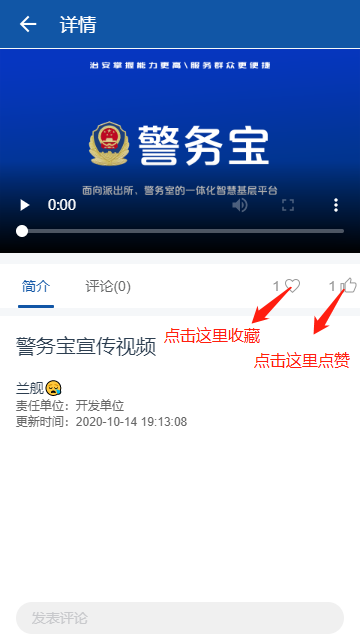 详情
治安掌握能力更高\服务群众更便捷
警务宝
面向派出所、警务室的一体化智慧基层平台
0:00
简介 评论(0) 1 1
点击这里收藏
警务宝宣传视频
点击这里点赞
兰舰😪
责任单位：开发单位
更新时间：2020-10-14 19:13:08
发表评论